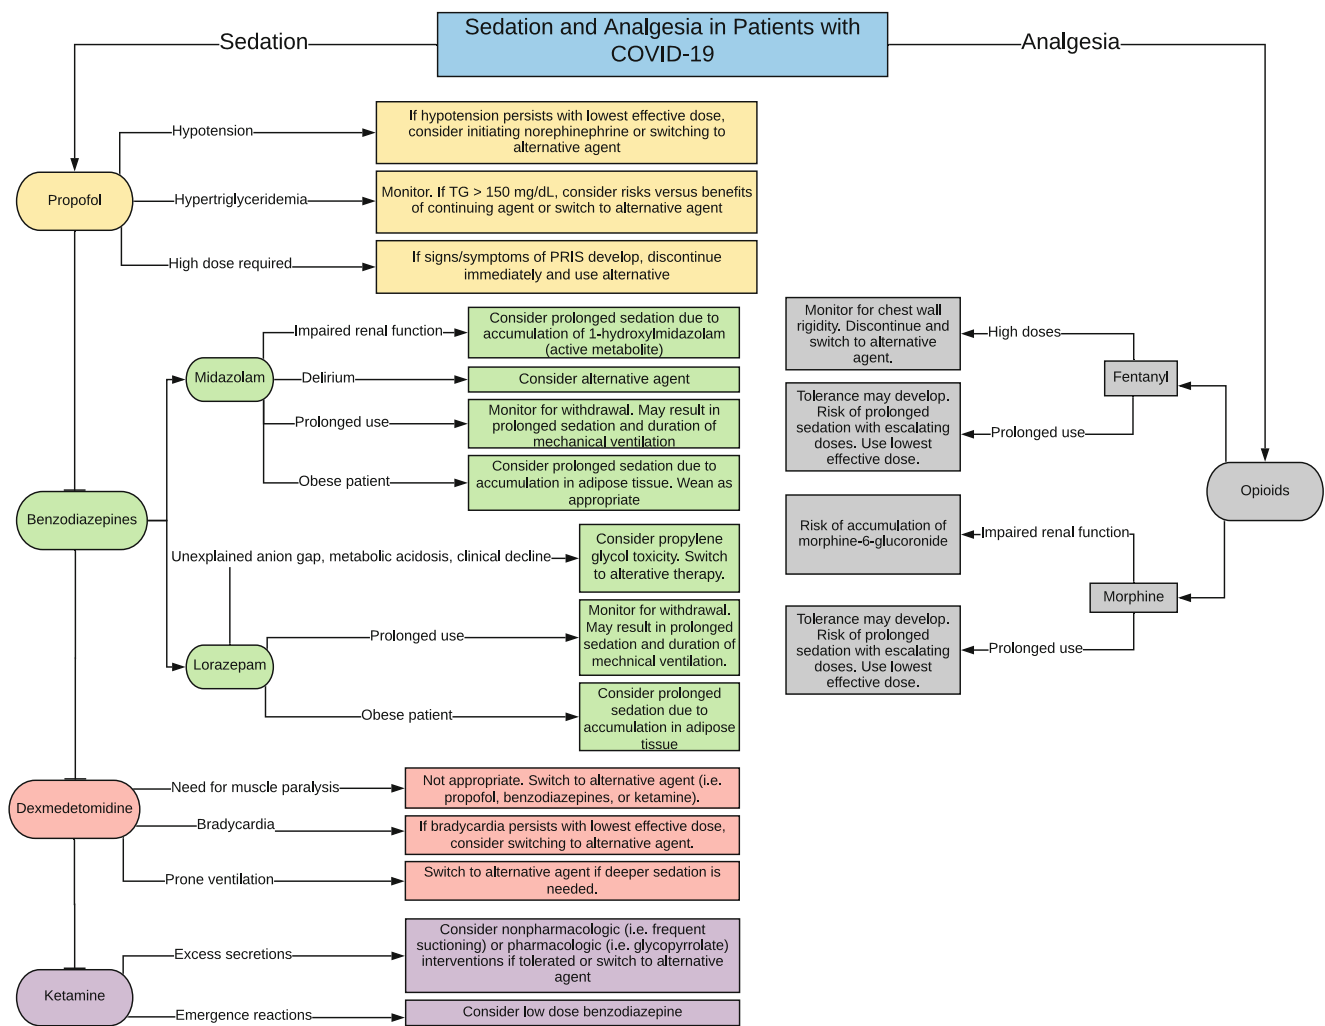 Sedation and Analgesia in Patients with
COVID-19
Sedation
Analgesia
Propofol
Hypotension
If hypotension persists with lowest effective dose,
consider initiating norephinephrine or switching to
alternative agent
Hypertriglyceridemia
Monitor. If TG > 150 mg/dL, consider risks versus benefits
of continuing agent or switch to alternative agent
High dose required
If signs/symptoms of PRIS develop, discontinue
immediately and use alternative
Benzodiazepines
Midazolam
Impaired renal function
Consider prolonged sedation due to
accumulation of 1-hydroxylmidazolam
(active metabolite)
Delirium
Consider alternative agent
Prolonged use
Monitor for withdrawal. May result in
prolonged sedation and duration of
mechanical ventilation
Obese patient
Consider prolonged sedation due to
accumulation in adipose tissue. Wean as
appropriate
Lorazepam
Unexplained anion gap, metabolic acidosis, clinical decline
Consider propylene
glycol toxicity. Switch
to alterative therapy.
Prolonged use
Monitor for withdrawal.
May result in prolonged
sedation and duration of
mechnical ventilation.
Obese patient
Consider prolonged
sedation due to
accumulation in adipose
tissue
Dexmedetomidine
Need for muscle paralysis
Not appropriate. Switch to alternative agent (i.e.
propofol, benzodiazepines, or ketamine).
Bradycardia
If bradycardia persists with lowest effective dose,
consider switching to alternative agent.
Prone ventilation
Switch to alternative agent if deeper sedation is
needed.
Ketamine
Excess secretions
Consider nonpharmacologic (i.e. frequent
suctioning) or pharmacologic (i.e. glycopyrrolate)
interventions if tolerated or switch to alternative
agent
Emergence reactions
Consider low dose benzodiazepine
Opioids
Fentanyl
High doses
Monitor for chest wall
rigidity. Discontinue and
switch to alternative
agent.
Prolonged use
Tolerance may develop.
Risk of prolonged
sedation with escalating
doses. Use lowest
effective dose.
Morphine
Impaired renal function
Risk of accumulation of
morphine-6-glucoronide
Prolonged use
Tolerance may develop.
Risk of prolonged
sedation with escalating
doses. Use lowest
effective dose.